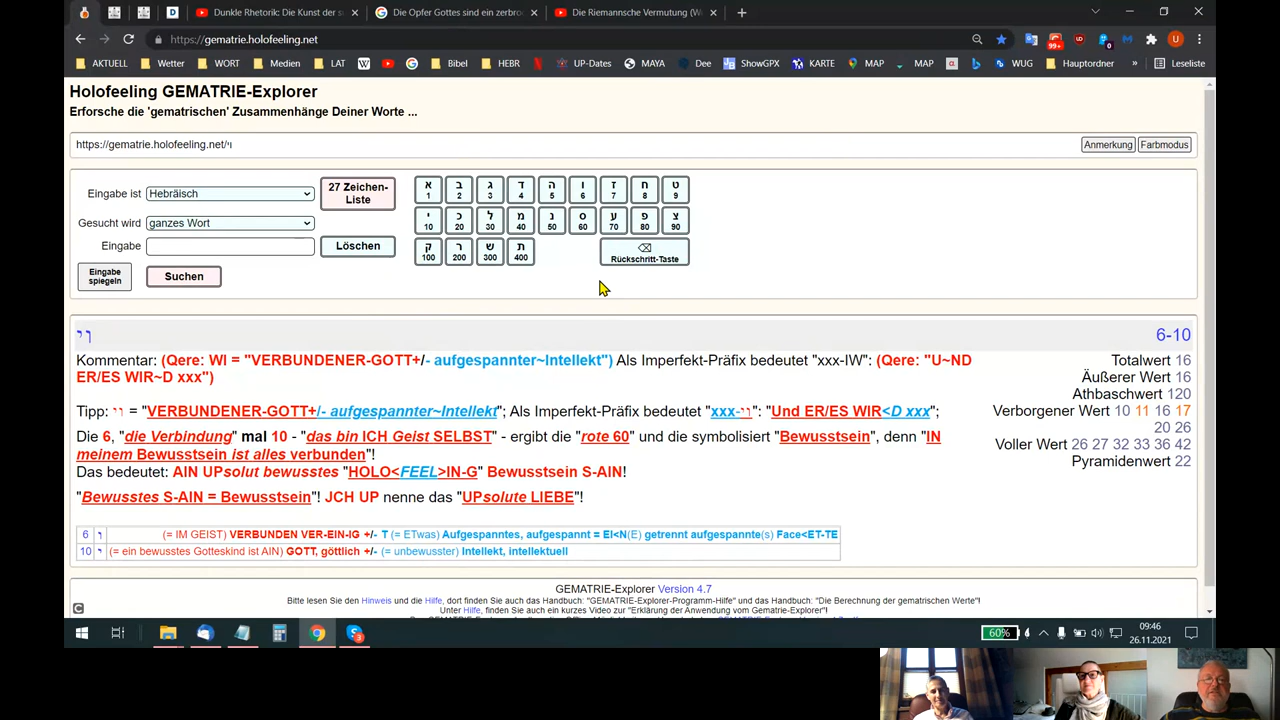 Dunkle Rhetorik: Die Kunst der s
Die Opfer Gottes sind ein zerbro
Die Riemannsche Vermutung (W
https://gematrie.holofeeling.net
99+
0
U
AKTUELL Wetter WORT Medien LAT Bibel HEBR UP-Dates MAYA Dee ShowGPX KARTE MAP MAP WUG Hauptordner » Leseliste
Holofeeling GEMATRIE-Explorer
Erforsche die 'gematrischen' Zusammenhänge Deiner Worte ...
https://gematrie.holofeeling.net/וי
Anmerkung Farbmodus
Eingabe ist Hebräisch
27 Zeichen-Liste
Gesucht wird ganzes Wort
Eingabe
Löschen
Eingabe spiegeln
Suchen
א ב ג ד ה ו ז ח ט
1 2 3 4 5 6 7 8 9
י כ ל מ נ ס ע פ צ
10 20 30 40 50 60 70 80 90
ק ר ש ת
100 200 300 400
Rückschritt-Taste
וי 6-10
Kommentar: (Qere: WI = "VERBUNDENER-GOTT+/- aufgespannter~Intellekt") Als Imperfekt-Präfix bedeutet "xxx-IW": (Qere: "U~ND
ER/ES WIR~D xxx")
Tipp: וי = "VERBUNDENER-GOTT+/- aufgespannter~Intellekt"; Als Imperfekt-Präfix bedeutet "xxx-וי": "Und ER/ES WIR<D xxx";
Die 6, "die Verbindung" mal 10 - "das bin ICH Geist SELBST" - ergibt die "rote 60" und die symbolisiert "Bewusstsein", denn "IN
meinem Bewusstsein ist alles verbunden"!
Das bedeutet: AIN UPsolut bewusstes "HOLO<FEEL>IN-G" Bewusstsein S-AIN!
"Bewusstes S-AIN = Bewusstsein"! JCH UP nenne das "UPsolute LIEBE"!
Totalwert 16
Äußerer Wert 16
Athbaschwert 120
Verborgener Wert 10 11 16 17
20 26
Voller Wert 26 27 32 33 36 42
Pyramidenwert 22
6 ו (= IM GEIST) VERBUNDEN VER-EIN-IG +/- T (= ETwas) Aufgespanntes, aufgespannt = EI<N(E) getrennt aufgespannte(s) Face<ET-TE
10 י (= ein bewusstes Gotteskind ist AIN) GOTT, göttlich +/- (= unbewusster) Intellekt, intellektuell
GEMATRIE-Explorer Version 4.7
Bitte lesen Sie den Hinweis und die Hilfe, dort finden Sie auch das Handbuch: "GEMATRIE-Explorer-Programm-Hilfe" und das Handbuch: "Die Berechnung der gematrischen Werte"!
Unter Hilfe, finden Sie auch ein kurzes Video zur "Erklärung der Anwendung vom Gematrie-Explorer"!
60%
09:46
26.11.2021